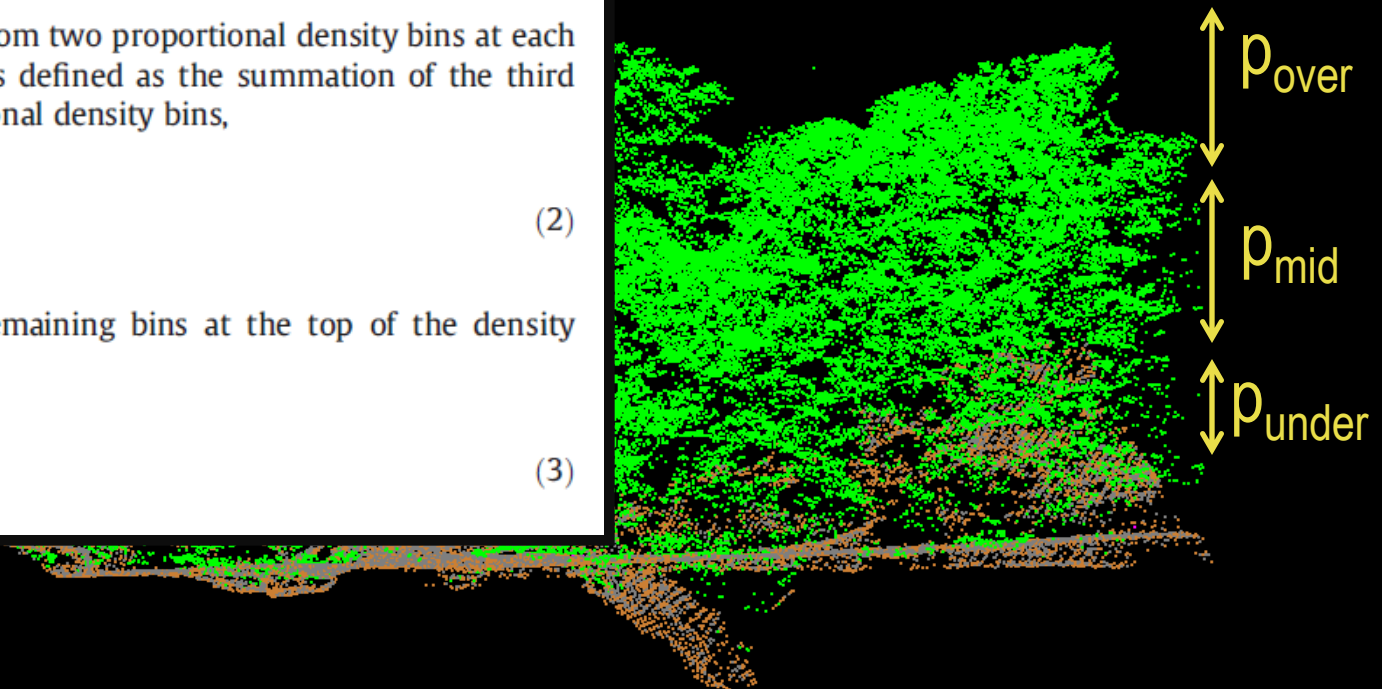 om two proportional density bins at each
s defined as the summation of the third
nal density bins,
(2)
emaining bins at the top of the density
(3)
p_over
p_mid
p_under